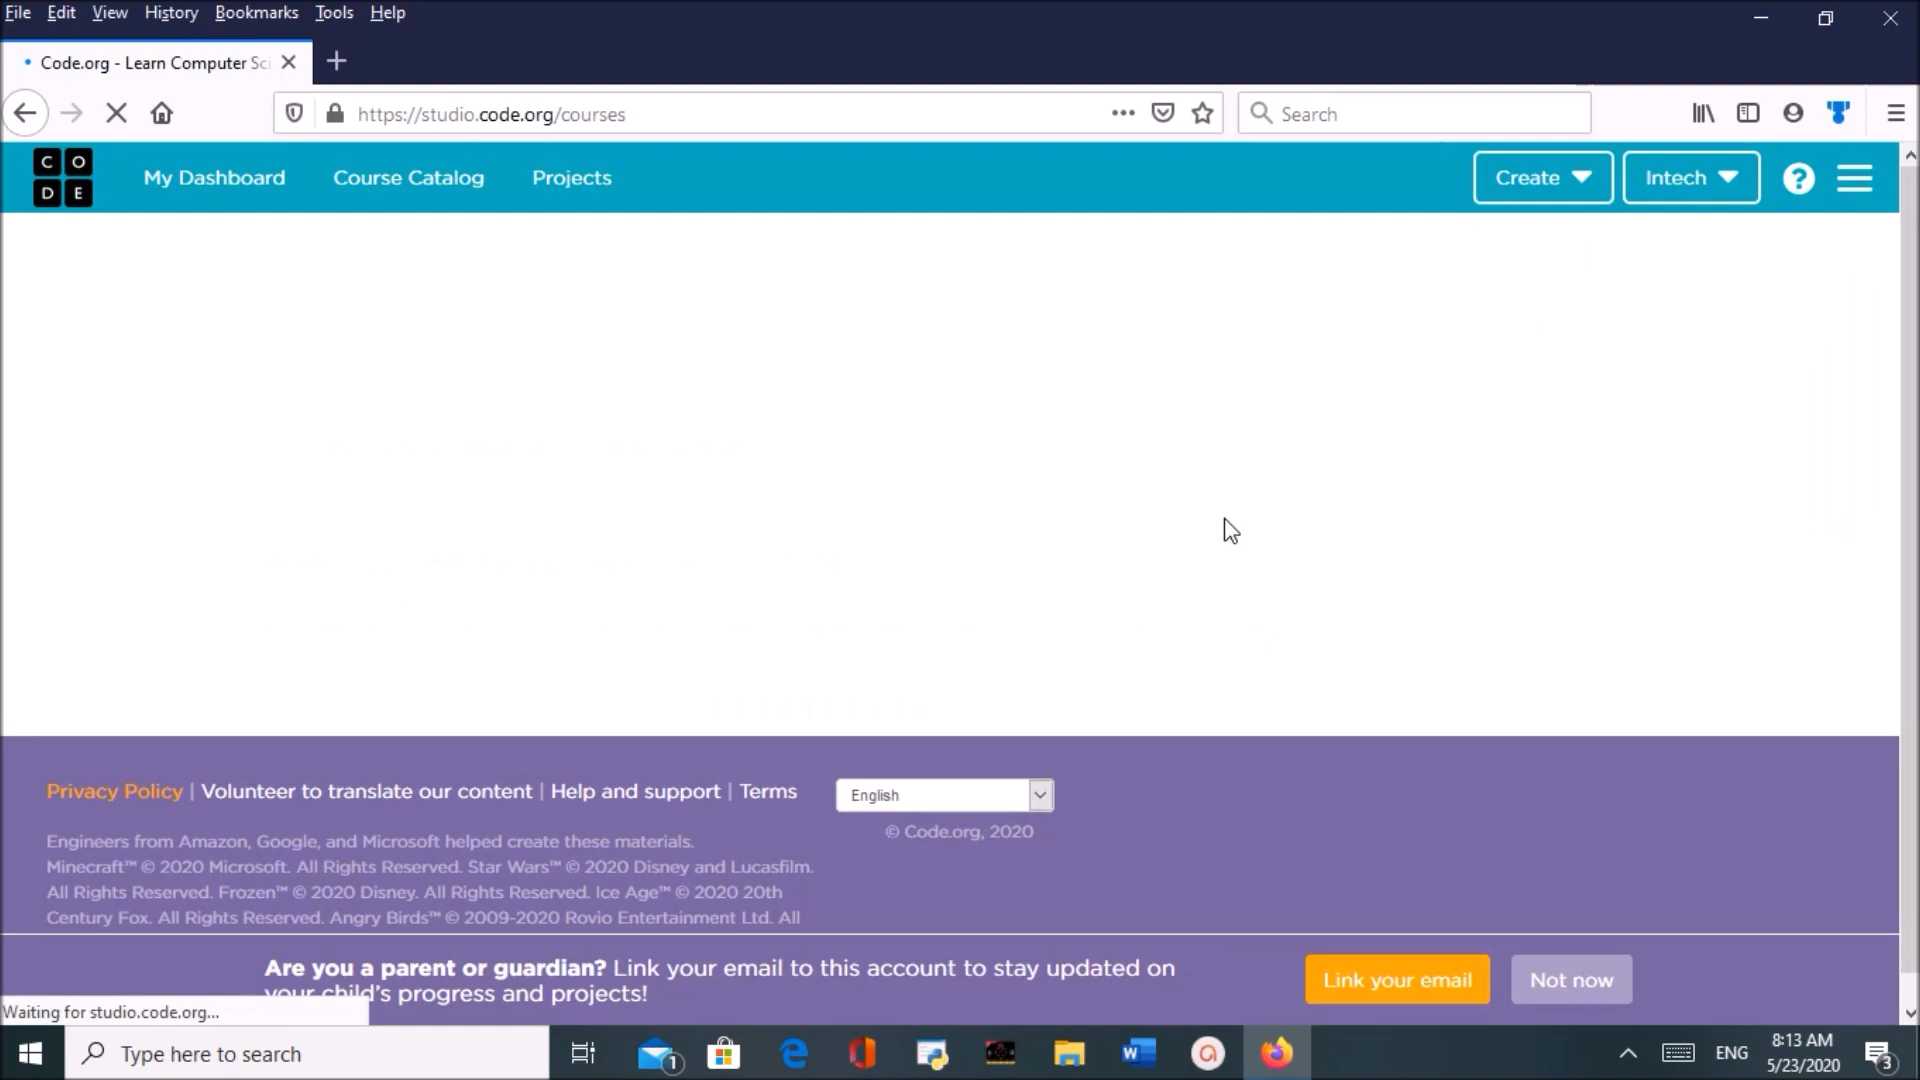 File Edit View History Bookmarks Tools Help
Code.org - Learn Computer Sci
https://studio.code.org/courses
Search
CODE
My Dashboard
Course Catalog
Projects
Create
Intech
?
Privacy Policy | Volunteer to translate our content | Help and support | Terms
English
© Code.org, 2020
Engineers from Amazon, Google, and Microsoft helped create these materials.
Minecraft™ © 2020 Microsoft. All Rights Reserved. Star Wars™ © 2020 Disney and Lucasfilm.
All Rights Reserved. Frozen™ © 2020 Disney. All Rights Reserved. Ice Age™ © 2020 20th
Century Fox. All Rights Reserved. Angry Birds™ © 2009-2020 Rovio Entertainment Ltd. All
Are you a parent or guardian? Link your email to this account to stay updated on
your child's progress and projects!
Link your email
Not now
Waiting for studio.code.org...
Type here to search
1
ENG
8:13 AM
5/23/2020
3